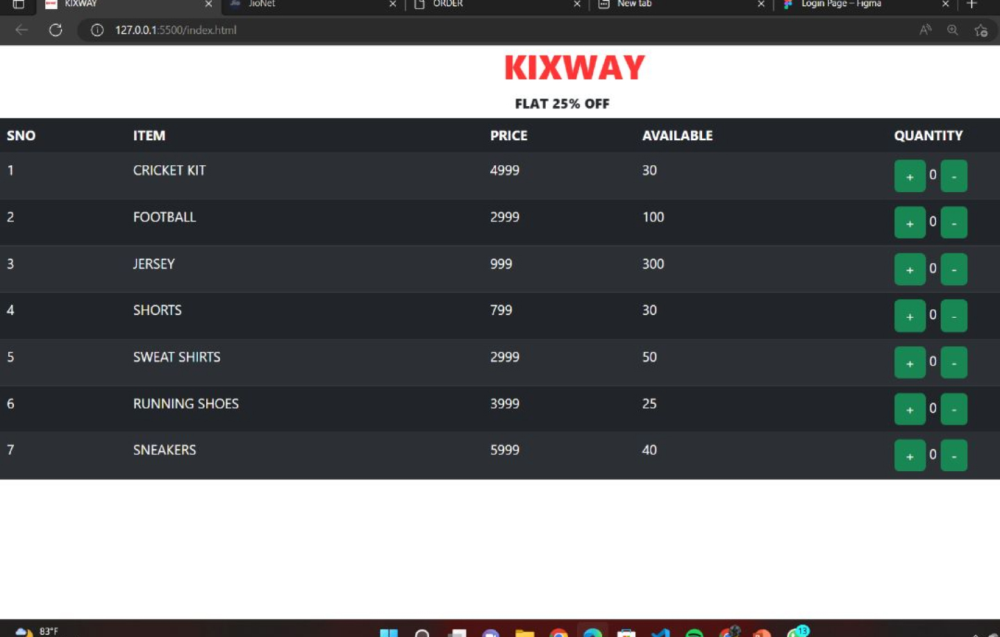 KIXWAY
JioNet
ORDER
New tab
Login Page – Figma
127.0.0.1:5500/index.html
KIXWAY
FLAT 25% OFF
SNO ITEM PRICE AVAILABLE QUANTITY
1 CRICKET KIT 4999 30 + 0 -
2 FOOTBALL 2999 100 + 0 -
3 JERSEY 999 300 + 0 -
4 SHORTS 799 30 + 0 -
5 SWEAT SHIRTS 2999 50 + 0 -
6 RUNNING SHOES 3999 25 + 0 -
7 SNEAKERS 5999 40 + 0 -
83°F
13